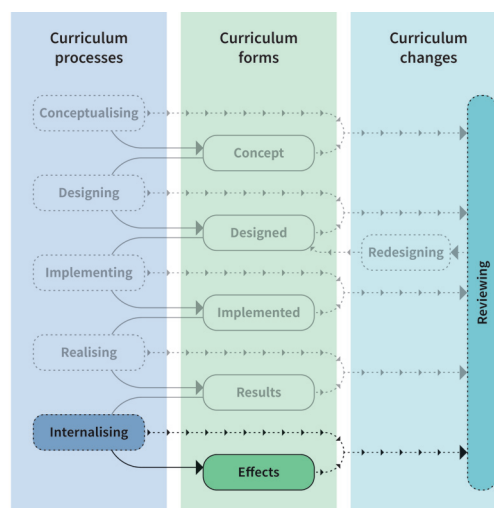 Curriculum
processes
Curriculum
forms
Curriculum
changes
Conceptualising
Concept
Designing
Designed
Redesigning
Implementing
Implemented
Reviewing
Realising
Results
Internalising
Effects